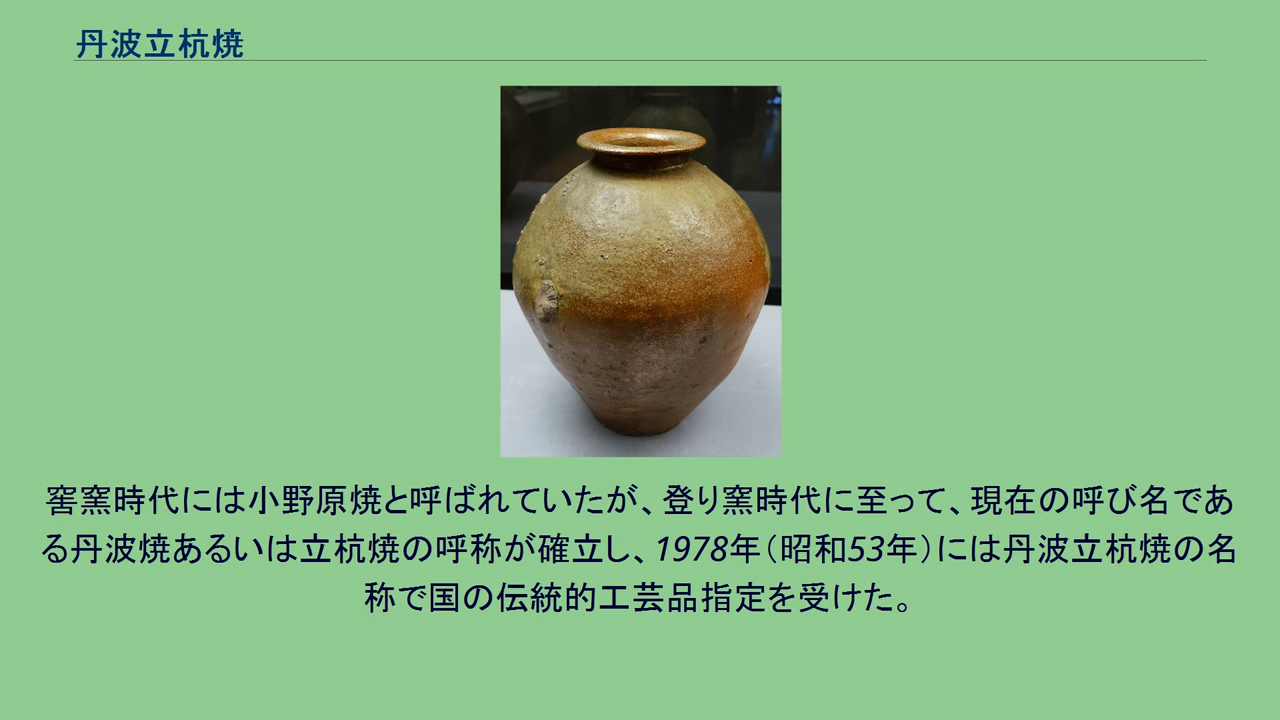 丹波立杭焼
窖窯時代には小野原焼と呼ばれていたが、登り窯時代に至って、現在の呼び名であ
る丹波焼あるいは立杭焼の呼称が確立し、1978年（昭和53年）には丹波立杭焼の名
称で国の伝統的工芸品指定を受けた。